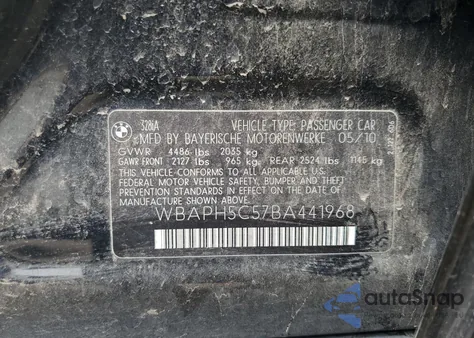 BMW
328iA VEHICLE TYPE: PASSENGER CAR
MFD BY BAYERISCHE MOTORENWERKE 05/10
GVWR 4486 lbs 2035 kg
GAWR FRONT 2127 lbs 965 kg REAR 2524 lbs 1145 kg
THIS VEHICLE CONFORMS TO ALL APPLICABLE U.S.
FEDERAL MOTOR VEHICLE SAFETY, BUMPER AND THEFT
PREVENTION STANDARDS IN EFFECT ON THE DATE OF
MANUFACTURE SHOWN ABOVE.
WBAPH5C57BA441968
autoSnap